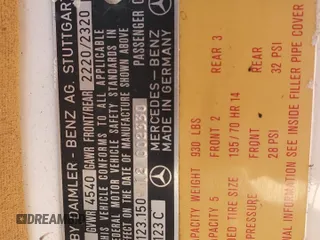 BY DAIMLER - BENZ AG. STUTTGAR
GVWR 4540 GAWR FRONT/REAR 2220/2320
THIS VEHICLE CONFORMS TO ALL APPLICABLE
FEDERAL MOTOR VEHICLE SAFETY STANDARDS IN
EFFECT ON THE DATE OF MANUFACTURE SHOWN ABOVE
123.150
PASSENGER C
123 C
MERCEDES-BENZ
MADE IN GERMANY
CAPACITY WEIGHT 930 LBS
CAPACITY 5 FRONT 2 REAR 3
TIRE SIZE 195/70 HR 14
PRESSURE FRONT REAR
28 PSI 32 PSI
SEE INFO INSIDE FILLER PIPE COVER
DREAM